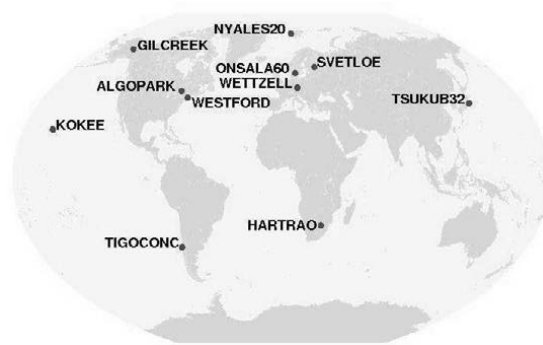 NYALES20
GILCREEK
ONSALA60
SVETLOE
WETTZELL
ALGOPARK
WESTFORD
TSUKUB32
KOKEE
HARTRAO
TIGOCONC